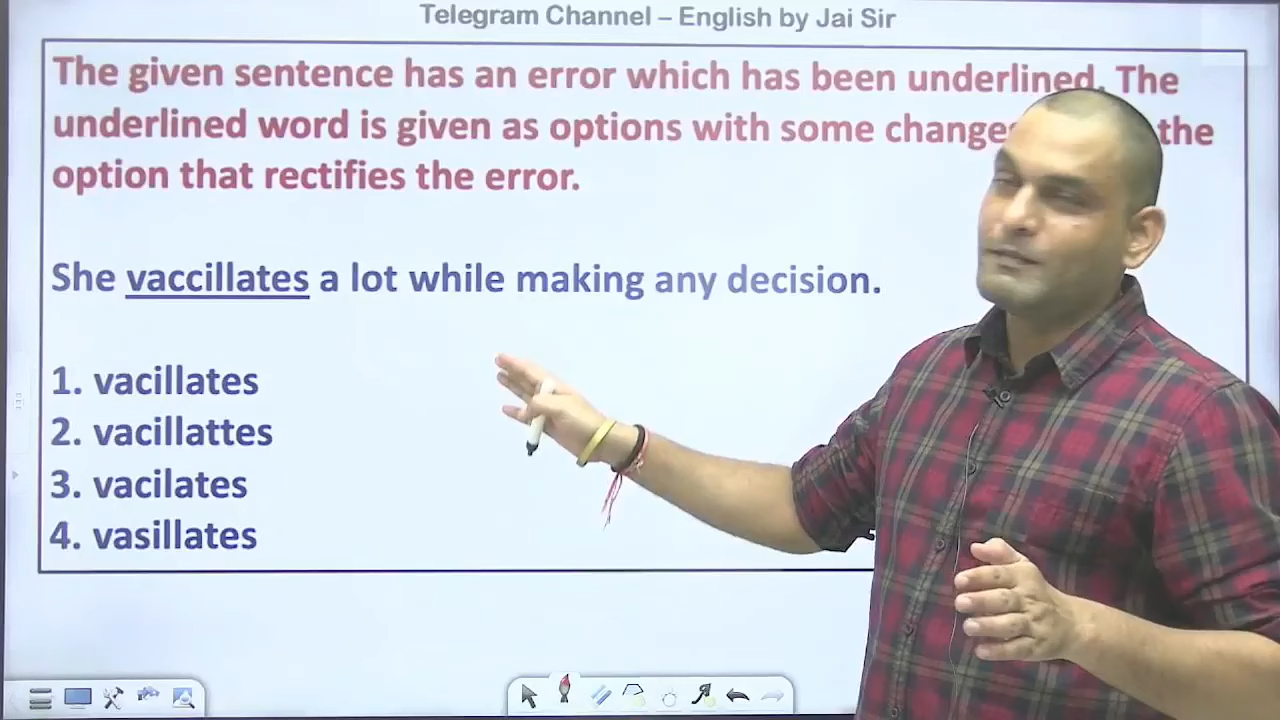 Telegram Channel – English by Jai Sir
The given sentence has an error which has been underlined. The
underlined word is given as options with some changes the
option that rectifies the error.
She vaccillates a lot while making any decision.
1. vacillates
2. vacillattes
3. vacilates
4. vasillates